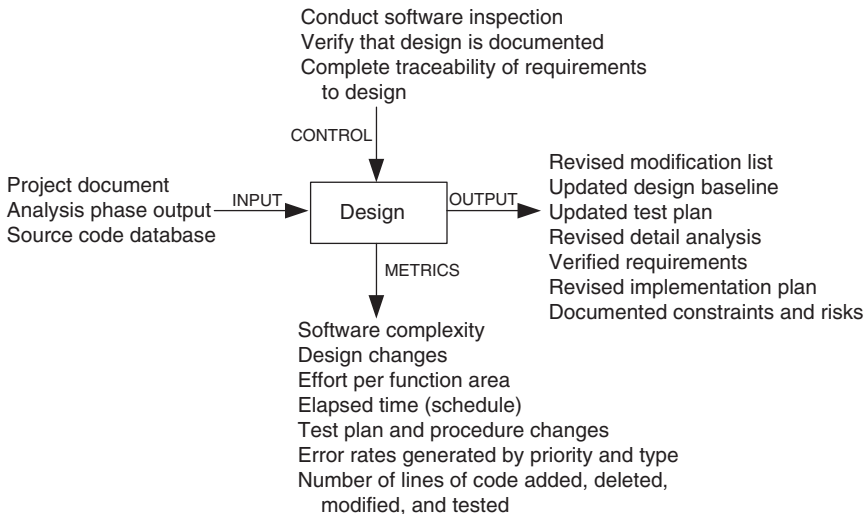 Conduct software inspection
Verify that design is documented
Complete traceability of requirements
to design
CONTROL
Project document
Analysis phase output
Source code database
INPUT
Design
OUTPUT
Revised modification list
Updated design baseline
Updated test plan
Revised detail analysis
Verified requirements
Revised implementation plan
Documented constraints and risks
METRICS
Software complexity
Design changes
Effort per function area
Elapsed time (schedule)
Test plan and procedure changes
Error rates generated by priority and type
Number of lines of code added, deleted,
modified, and tested